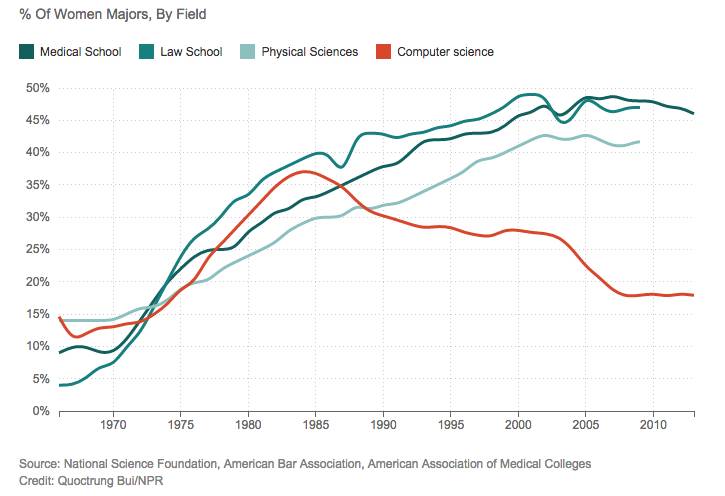 % Of Women Majors, By Field
Medical School Law School Physical Sciences Computer science
50%
45%
40%
35%
30%
25%
20%
15%
10%
5%
0%
1970 1975 1980 1985 1990 1995 2000 2005 2010
Source: National Science Foundation, American Bar Association, American Association of Medical Colleges
Credit: Quoctrung Bui/NPR